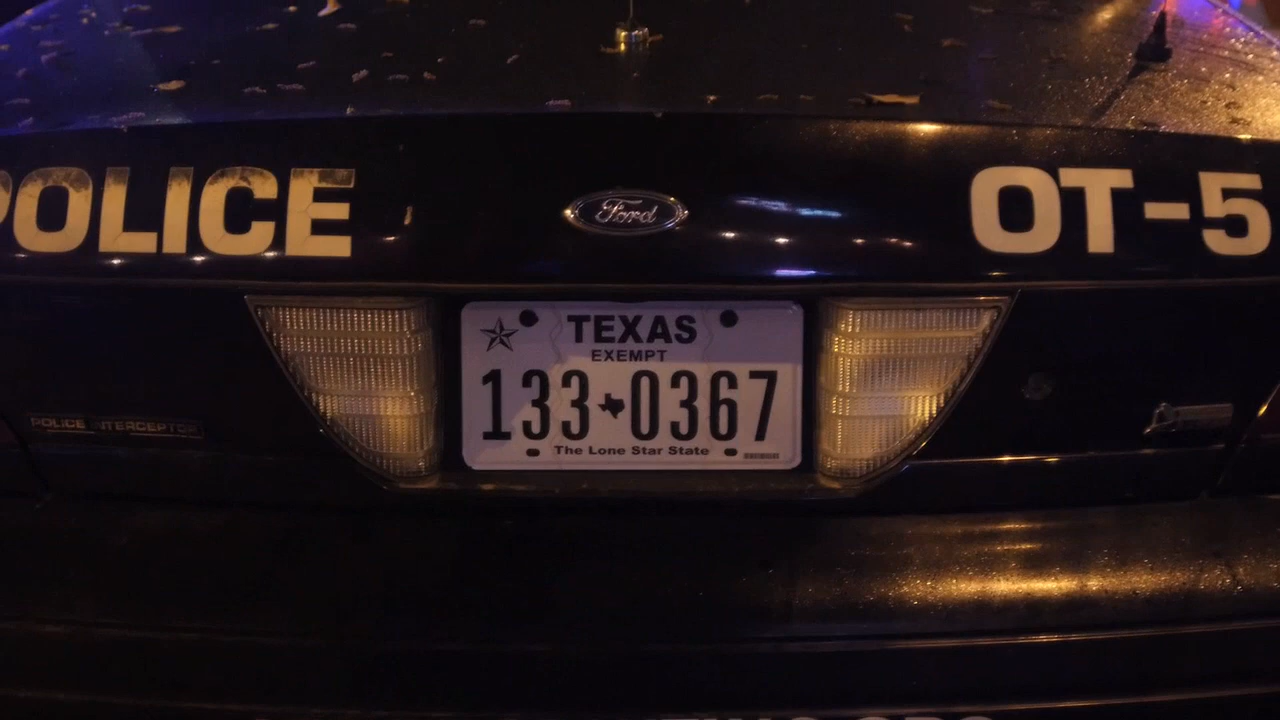 POLICE
Ford
OT-5
TEXAS
EXEMPT
133 0367
The Lone Star State
POLICE INTERCEPTOR